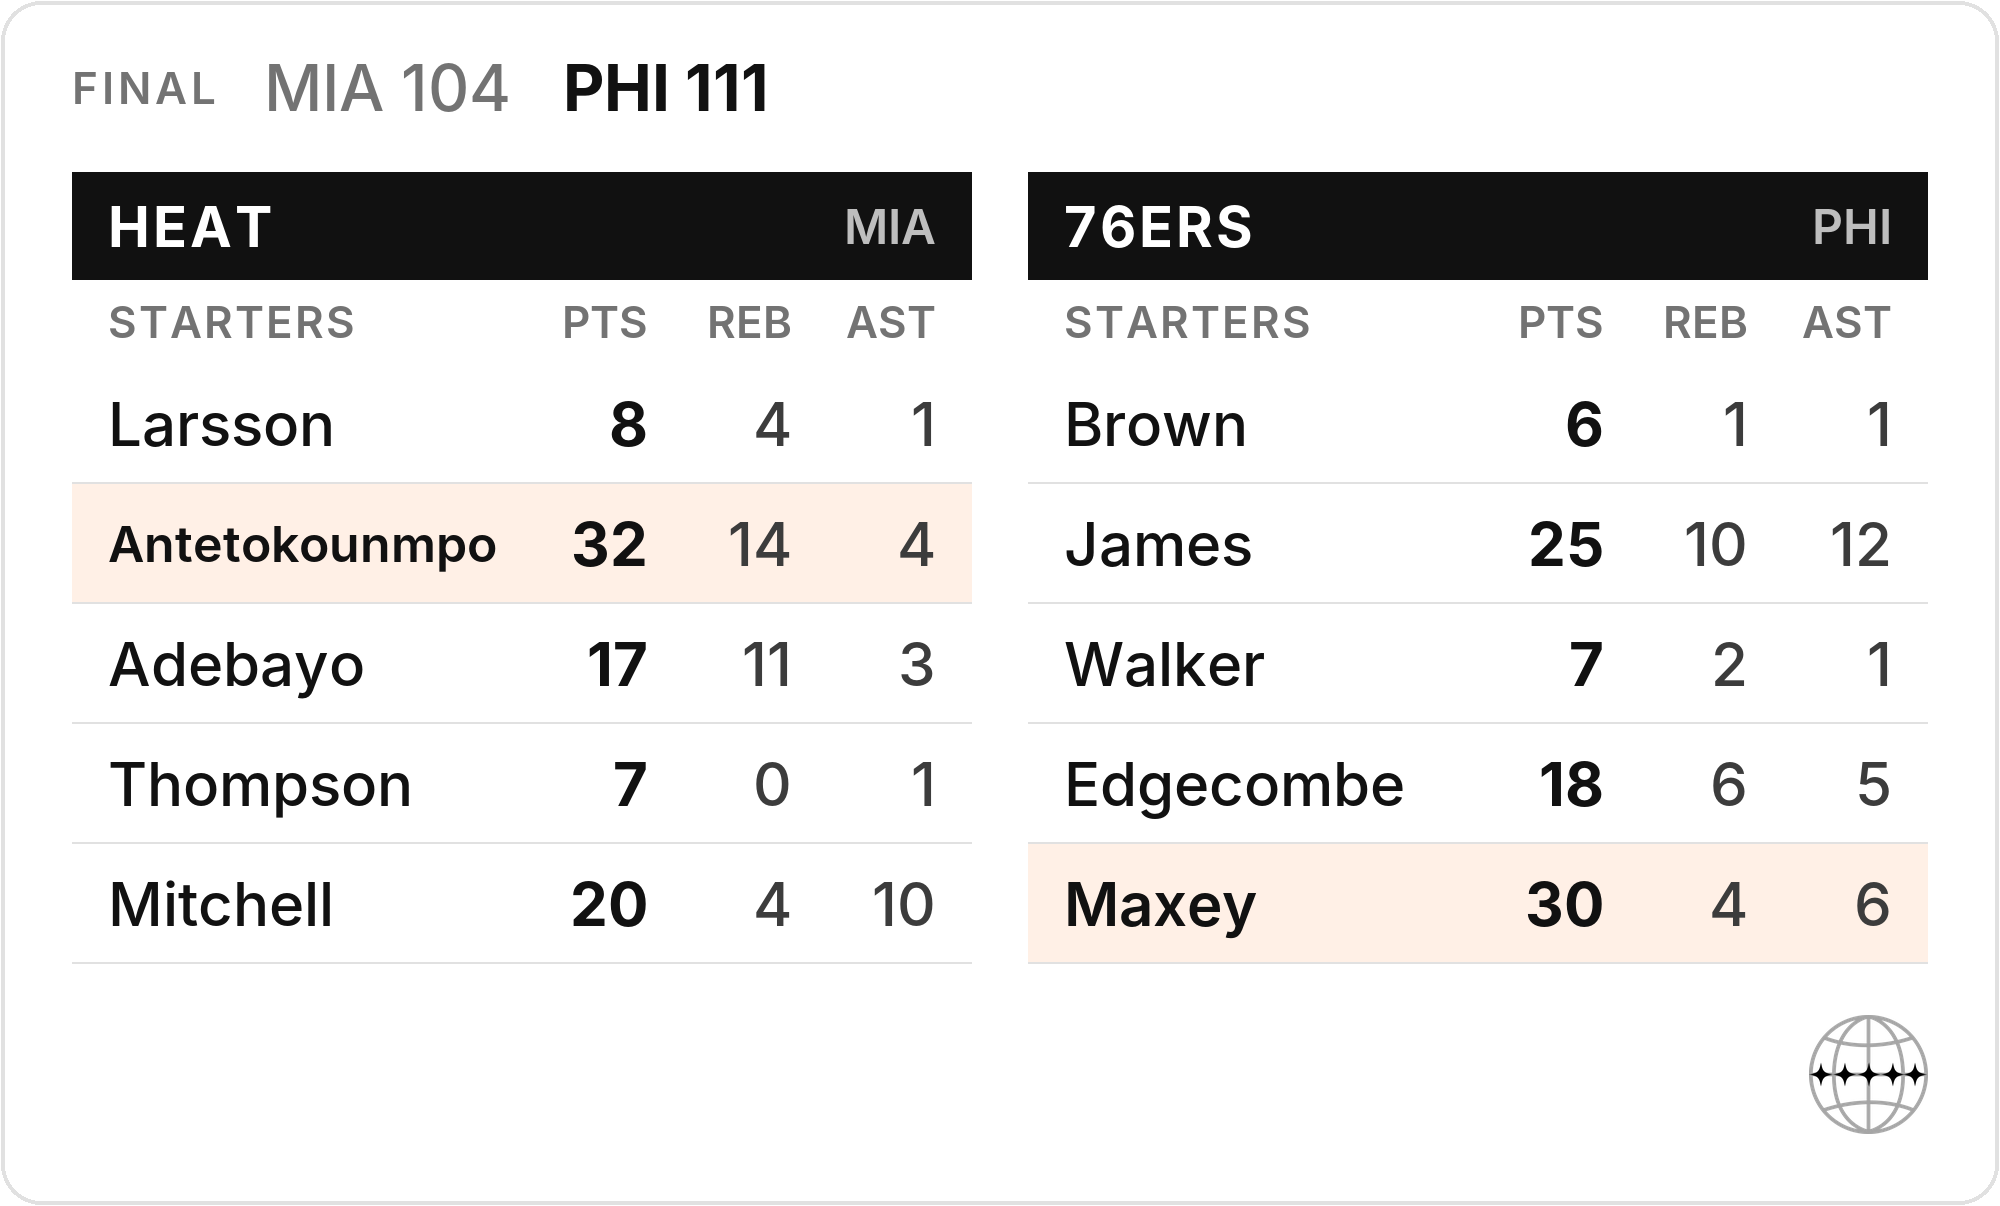 FINAL MIA 104 PHI 111
HEAT MIA
STARTERS PTS REB AST
Larsson 8 4 1
Antetokounmpo 32 14 4
Adebayo 17 11 3
Thompson 7 0 1
Mitchell 20 4 10
76ERS PHI
STARTERS PTS REB AST
Brown 6 1 1
James 25 10 12
Walker 7 2 1
Edgecombe 18 6 5
Maxey 30 4 6